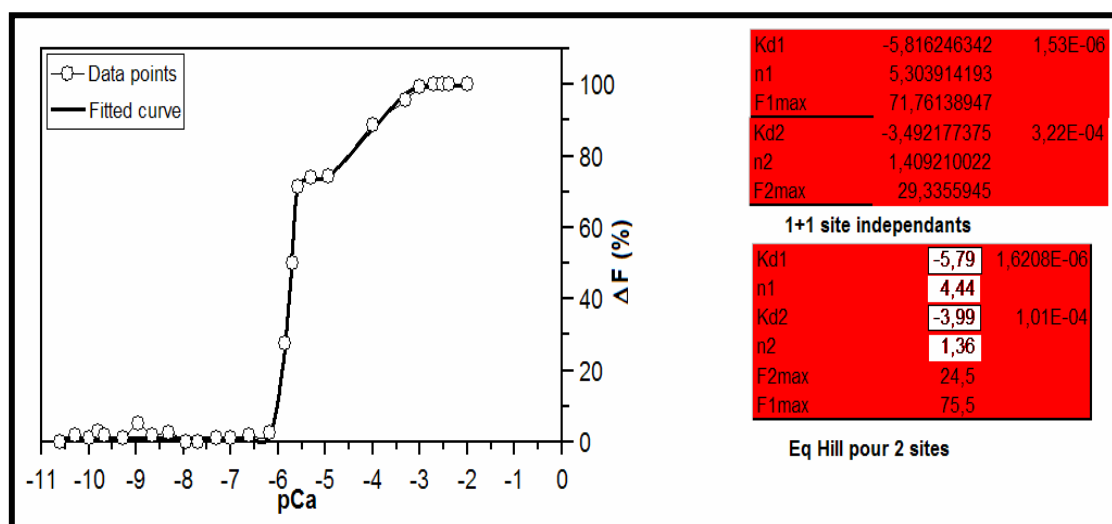 Data points
Fitted curve
100
80
60
40
20
0
ΔF (%)
-11 -10 -9 -8 -7 -6 -5 -4 -3 -2 -1 0
pCa
Kd1 -5,816246342 1,53E-06
n1 5,303914193
F1max 71,76138947
Kd2 -3,492177375 3,22E-04
n2 1,409210022
F2max 29,3355945
1+1 site independants
Kd1 -5,79 1,6208E-06
n1 4,44
Kd2 -3,99 1,01E-04
n2 1,36
F2max 24,5
F1max 75,5
Eq Hill pour 2 sites